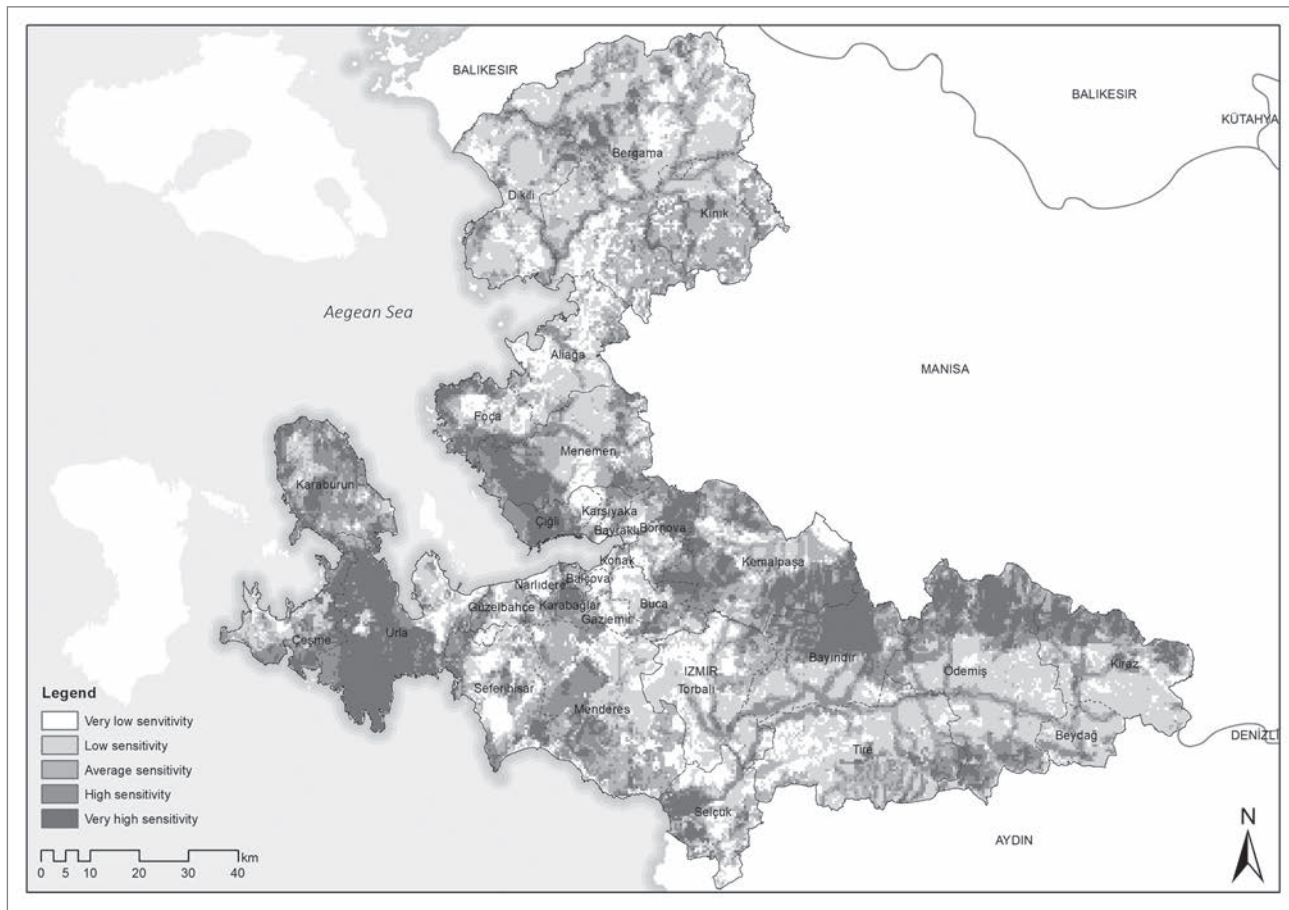 BALIKESIR
BALIKESIR
KÜTAHYA
Bergama
Dikili
Kınık
Aegean Sea
Aliağa
MANISA
Foça
Menemen
Karaburun
Çiğli
Karşıyaka
Bayraklı
Bornova
Konak
Kemalpaşa
Narlıdere
Balçova
Güzelbahçe
Karabağlar
Buca
Gaziemir
Çeşme
Urla
Bayındır
İZMİR
Ödemiş
Kiraz
Seferihisar
Torbalı
Menderes
Beydağ
DENİZLİ
Tire
Selçuk
AYDIN
Legend
Very low senvitivity
Low sensitivity
Average sensitivity
High sensitivity
Very high sensitivity
km
0 5 10 20 30 40
N